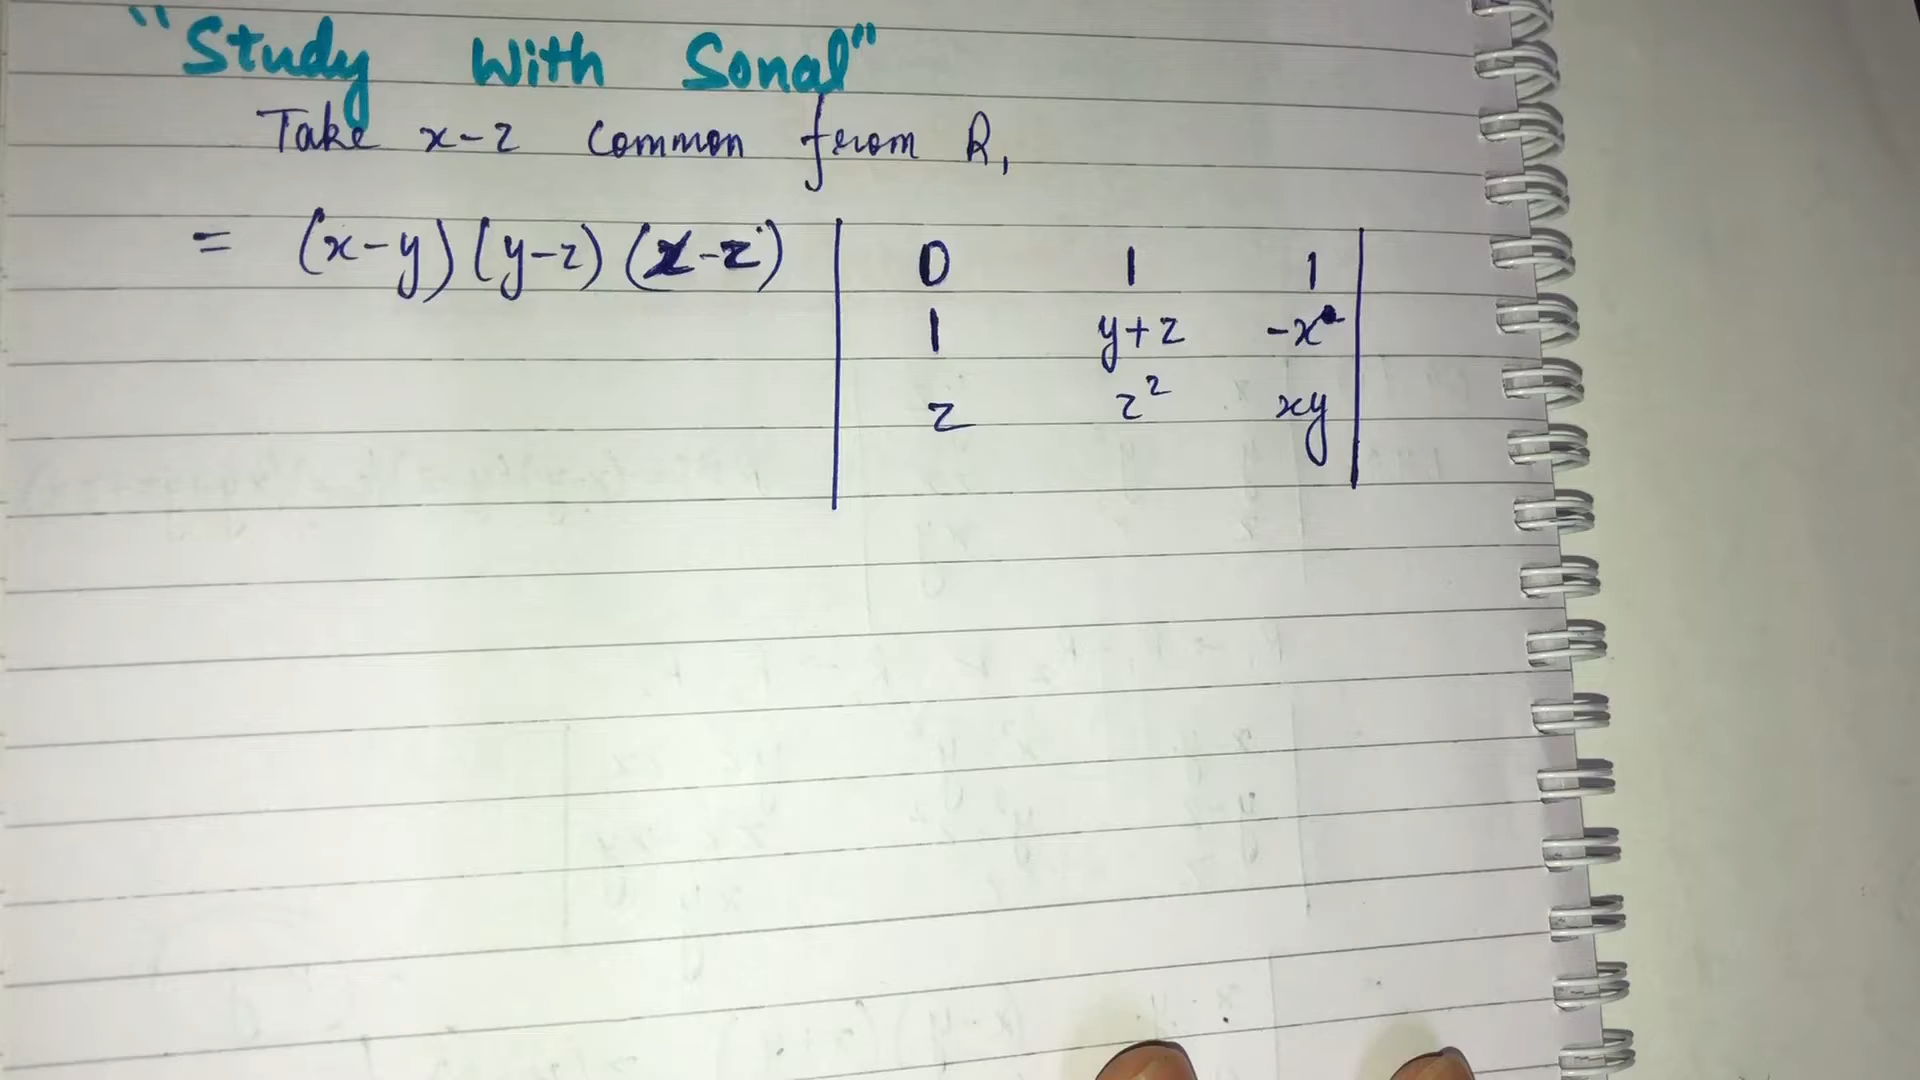 "Study With Sonal"
Take x-z common from R₁
= (x-y)(y-z)(x-z) | 0 1 1 |
| 1 y+z -x |
| z z² xy |